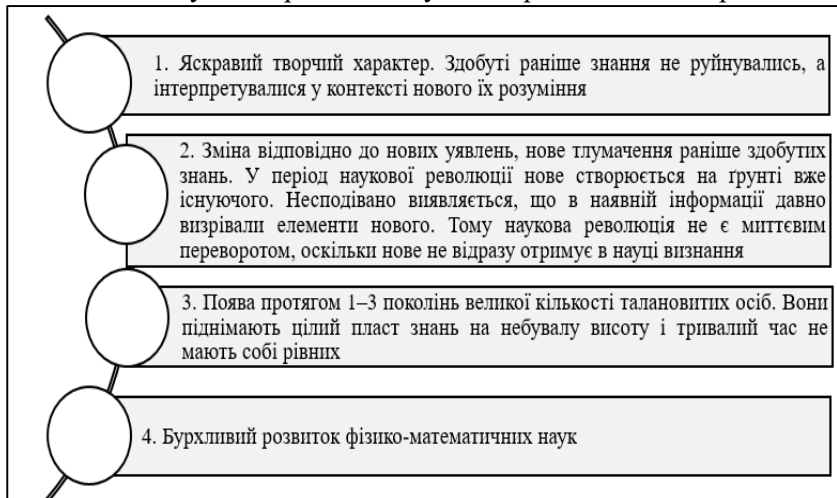 1. Яскравий творчий характер. Здобуті раніше знання не руйнувались, а
інтерпретувалися у контексті нового їх розуміння
2. Зміна відповідно до нових уявлень, нове тлумачення раніше здобутих
знань. У період наукової революції нове створюється на ґрунті вже
існуючого. Несподівано виявляється, що в наявній інформації давно
визрівали елементи нового. Тому наукова революція не є миттєвим
переворотом, оскільки нове не відразу отримує в науці визнання
3. Поява протягом 1–3 поколінь великої кількості талановитих осіб. Вони
піднімають цілий пласт знань на небувалу висоту і тривалий час не
мають собі рівних
4. Бурхливий розвиток фізико-математичних наук